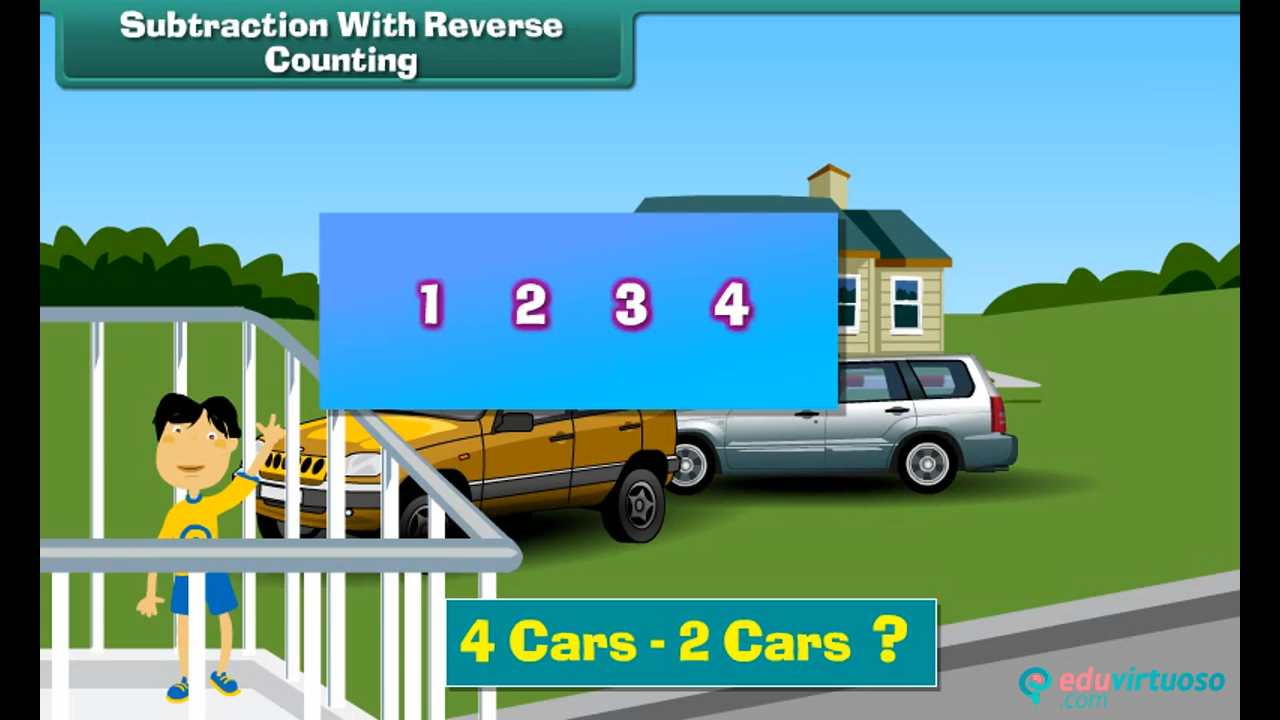 Subtraction With Reverse
Counting
1 2 3 4
4 Cars - 2 Cars ?
eduvirtuoso
.com